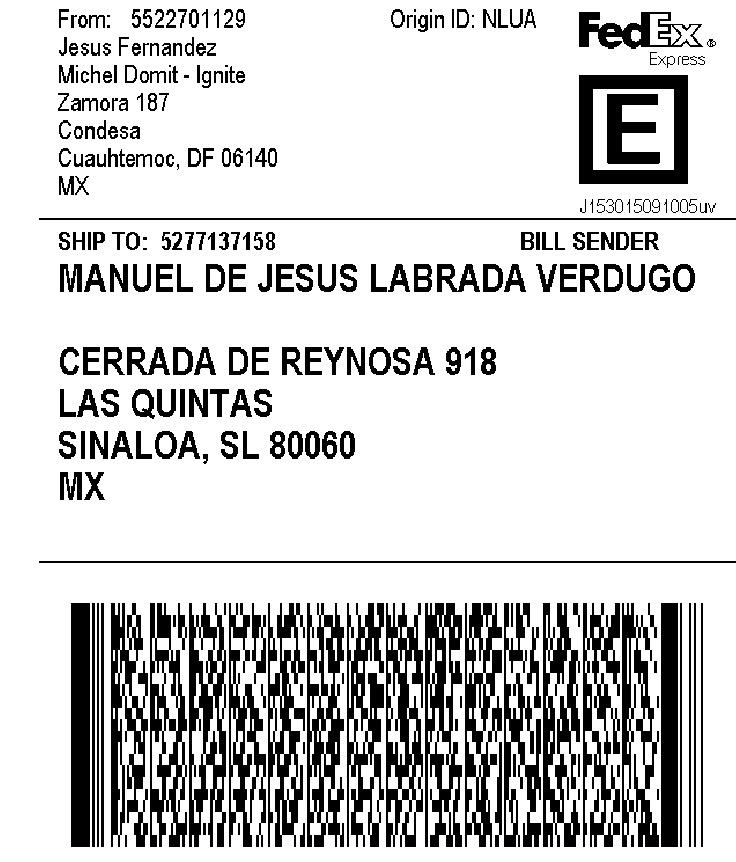 From: 5522701129
Origin ID: NLUA
Jesus Fernandez
Michel Domit - Ignite
Zamora 187
Condesa
Cuauhtemoc, DF 06140
MX
FedEx®
Express
E
J153015091005uv
SHIP TO: 5277137158
BILL SENDER
MANUEL DE JESUS LABRADA VERDUGO
CERRADA DE REYNOSA 918
LAS QUINTAS
SINALOA, SL 80060
MX